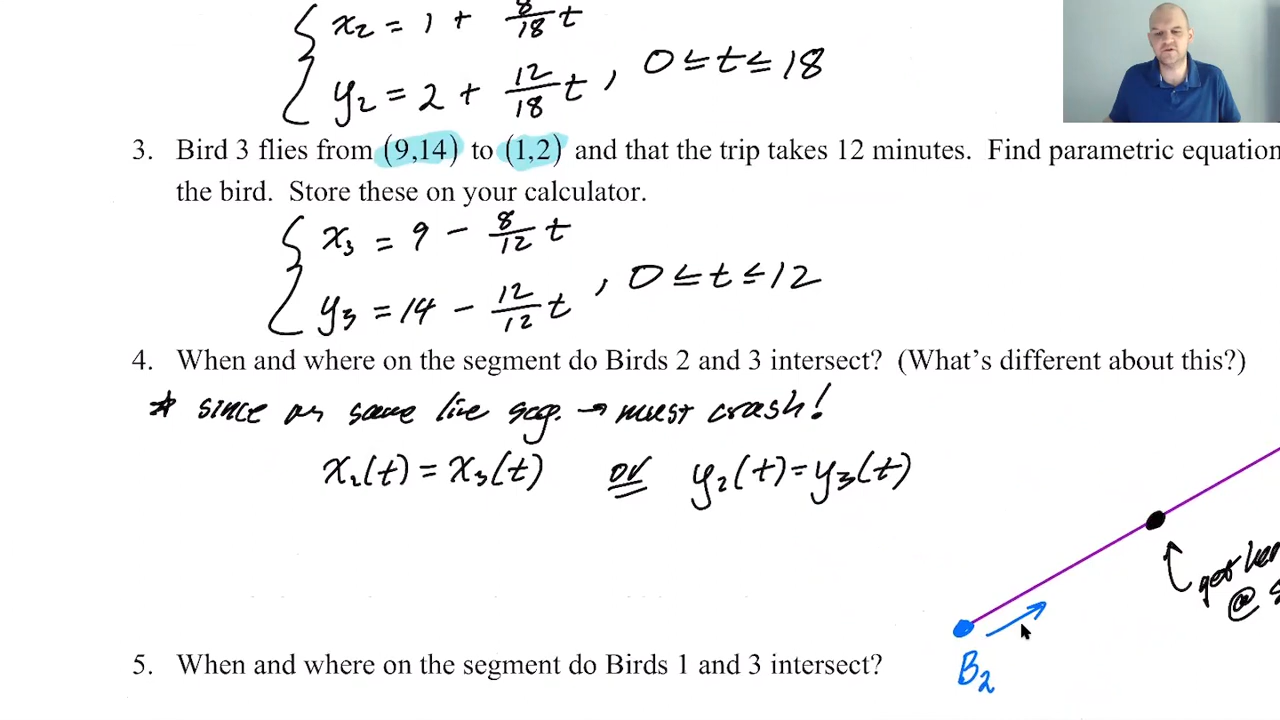 x₂ = 1 + 8/18 t
y₂ = 2 + 12/18 t , 0 ≤ t ≤ 18
3. Bird 3 flies from (9,14) to (1,2) and that the trip takes 12 minutes. Find parametric equation
the bird. Store these on your calculator.
x₃ = 9 - 8/12 t
y₃ = 14 - 12/12 t , 0 ≤ t ≤ 12
4. When and where on the segment do Birds 2 and 3 intersect? (What's different about this?)
* since on same line seg. → must crash!
x₂(t) = x₃(t) or y₂(t) = y₃(t)
get here
@
B₂
5. When and where on the segment do Birds 1 and 3 intersect?